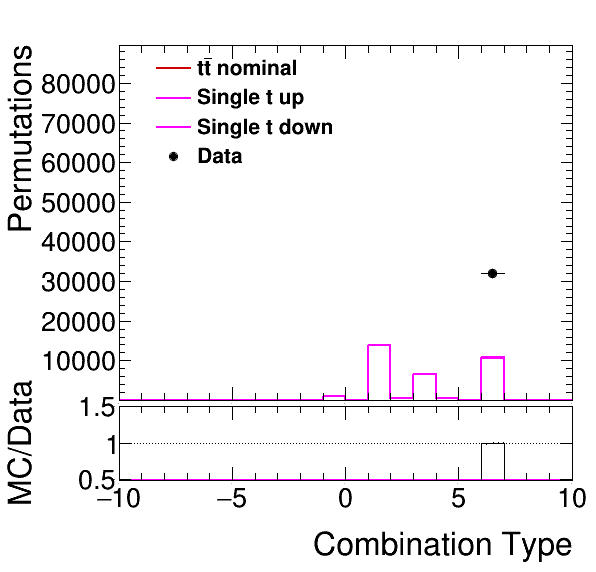 Permutations
80000
70000
60000
50000
40000
30000
20000
10000
tt̄ nominal
Single t up
Single t down
Data
MC/Data
1.5
1
0.5
−10 −5 0 5 10
Combination Type